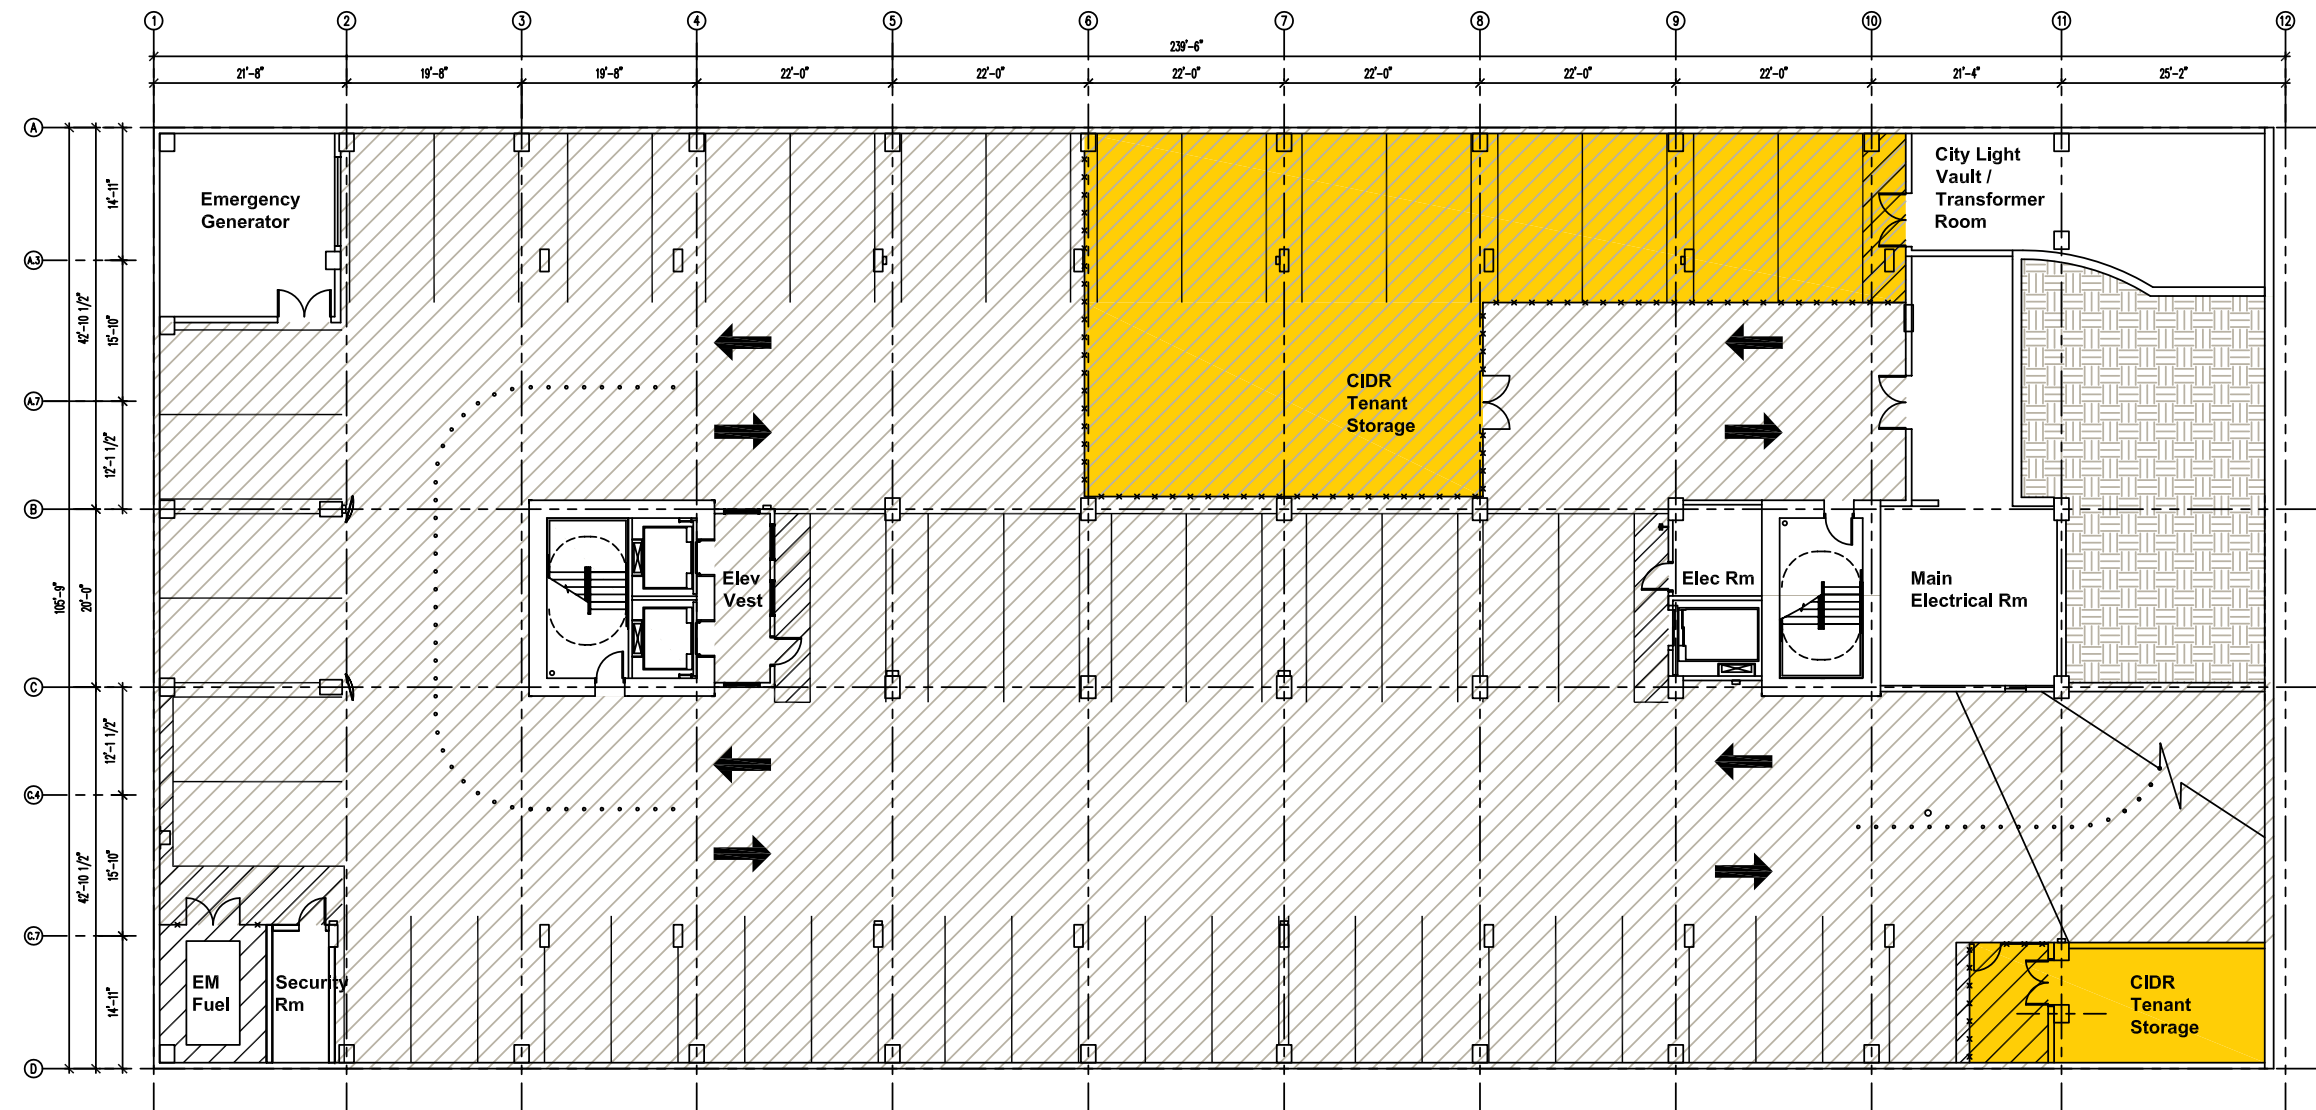 1 2 3 4 5 6 7 8 9 10 11 12
239'-6"
21'-8" 19'-8" 19'-8" 22'-0" 22'-0" 22'-0" 22'-0" 22'-0" 22'-0" 21'-4" 25'-2"
A
A.3
A.7
B
C
C.4
C.7
D
105'-9"
42'-10 1/2"
20'-0"
42'-10 1/2"
14'-11"
15'-10"
12'-1 1/2"
12'-1 1/2"
15'-10"
14'-11"
Emergency
Generator
City Light
Vault /
Transformer
Room
CIDR
Tenant
Storage
Elev
Vest
Elec Rm
Main
Electrical Rm
EM
Fuel
Security
Rm
CIDR
Tenant
Storage